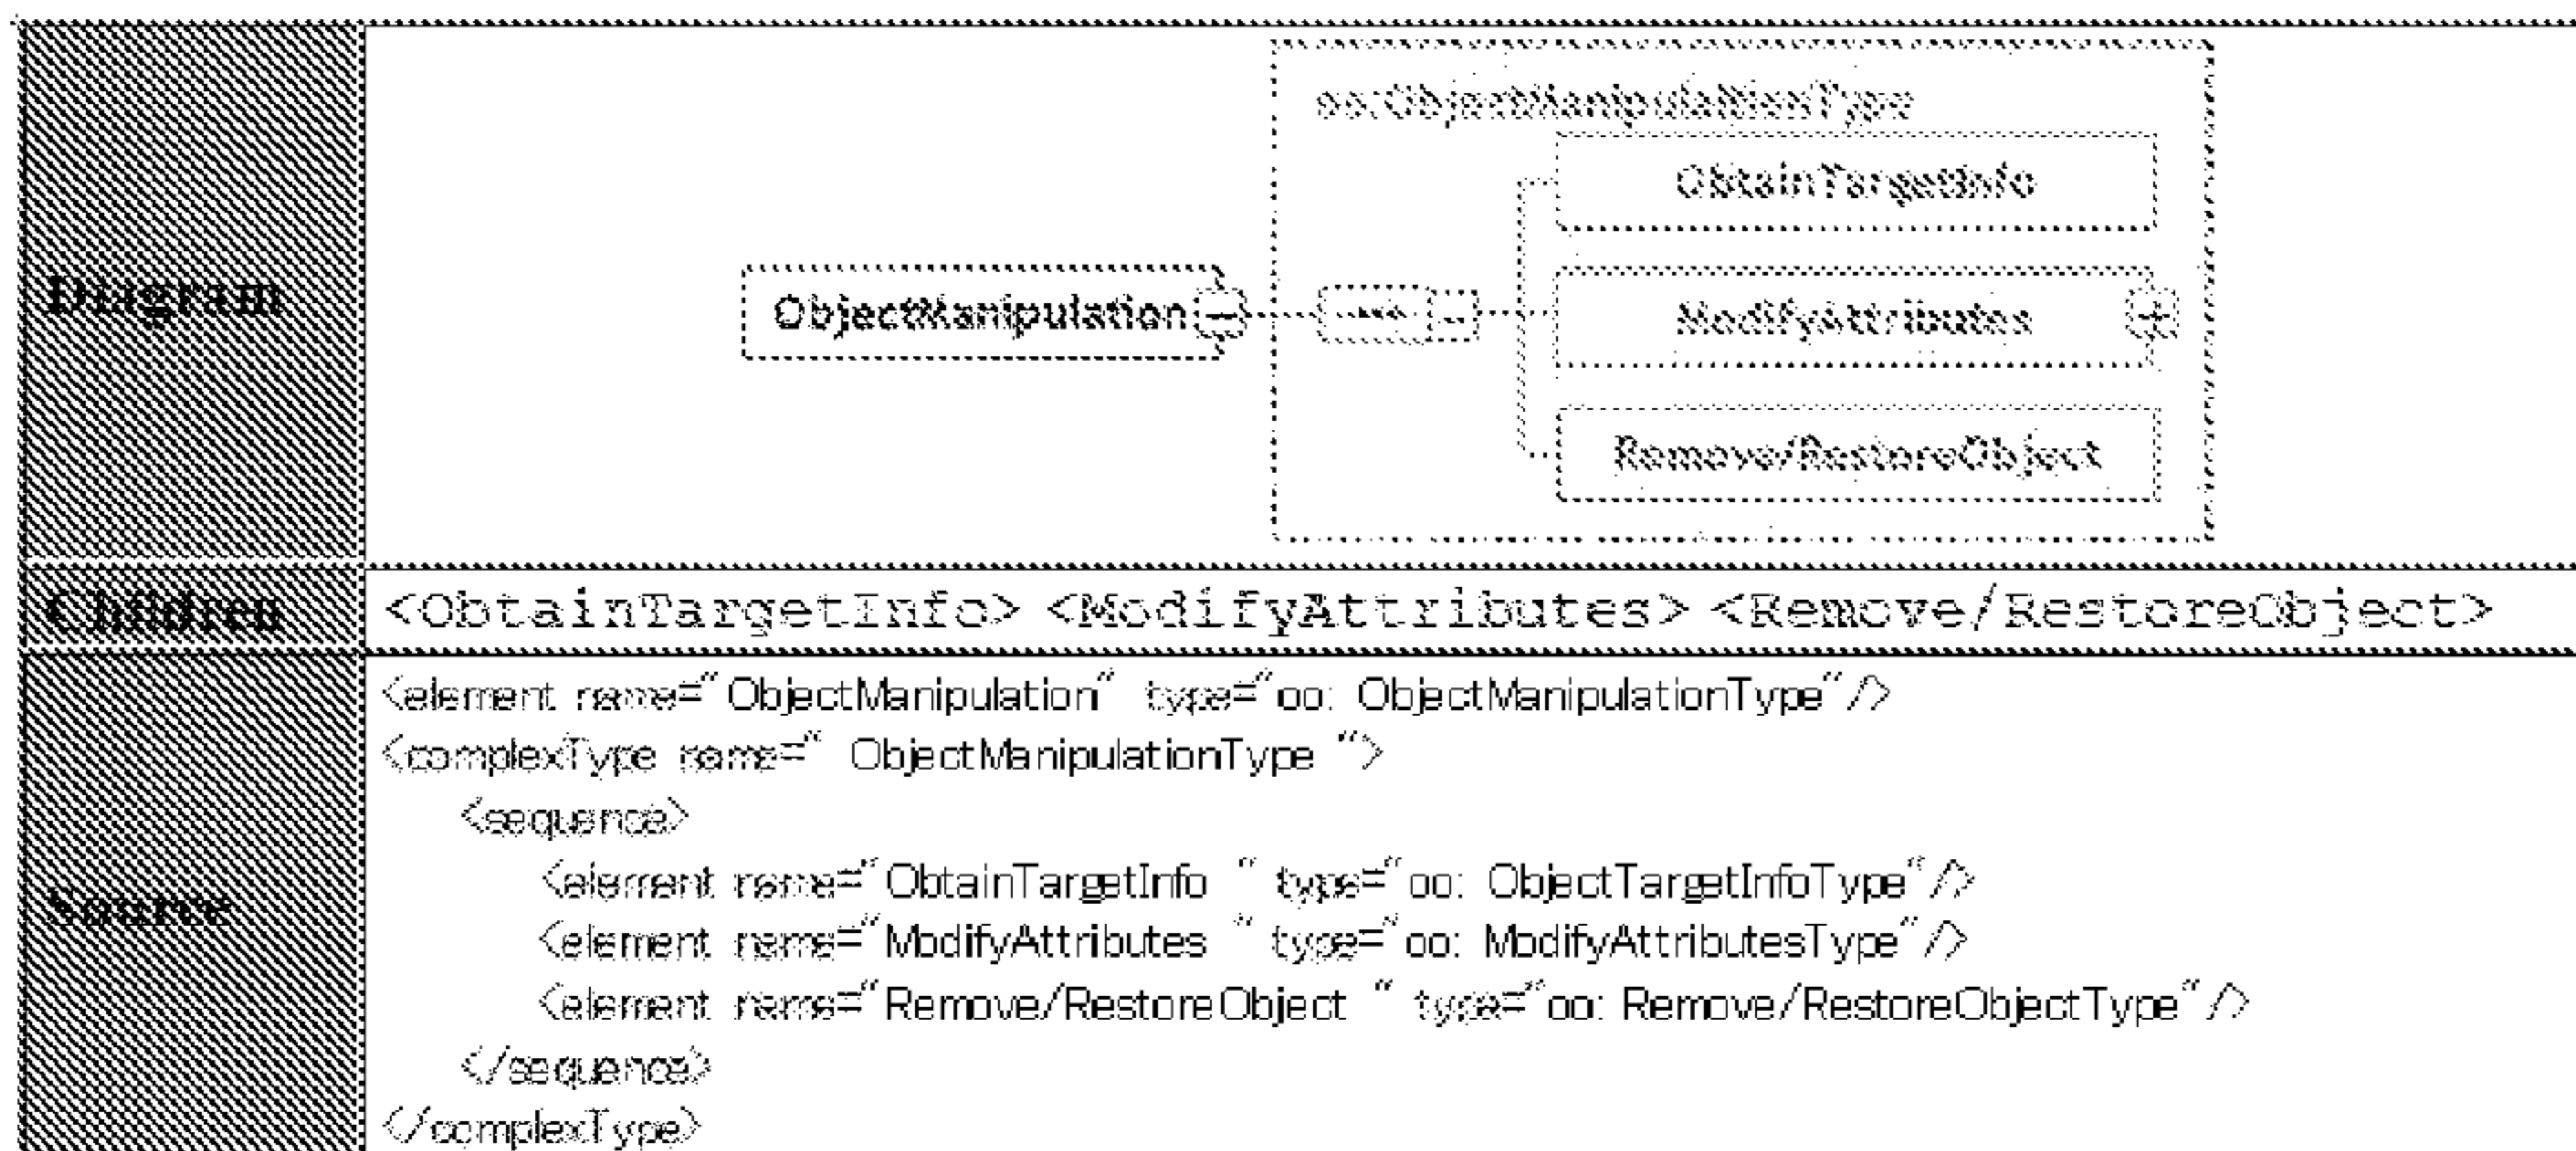 Diagram
oo:ObjectManipulationType
ObtainTargetInfo
ObjectManipulation
ModifyAttributes
Remove/RestoreObject
Children
<ObtainTargetInfo> <ModifyAttributes> <Remove/RestoreObject>
Source
<element name="ObjectManipulation" type="oo: ObjectManipulationType"/>
<complexType name=" ObjectManipulationType ">
<sequence>
<element name="ObtainTargetInfo " type="oo: ObjectTargetInfoType"/>
<element name="ModifyAttributes " type="oo: ModifyAttributesType"/>
<element name="Remove/RestoreObject " type="oo: Remove/RestoreObjectType"/>
</sequence>
</complexType>